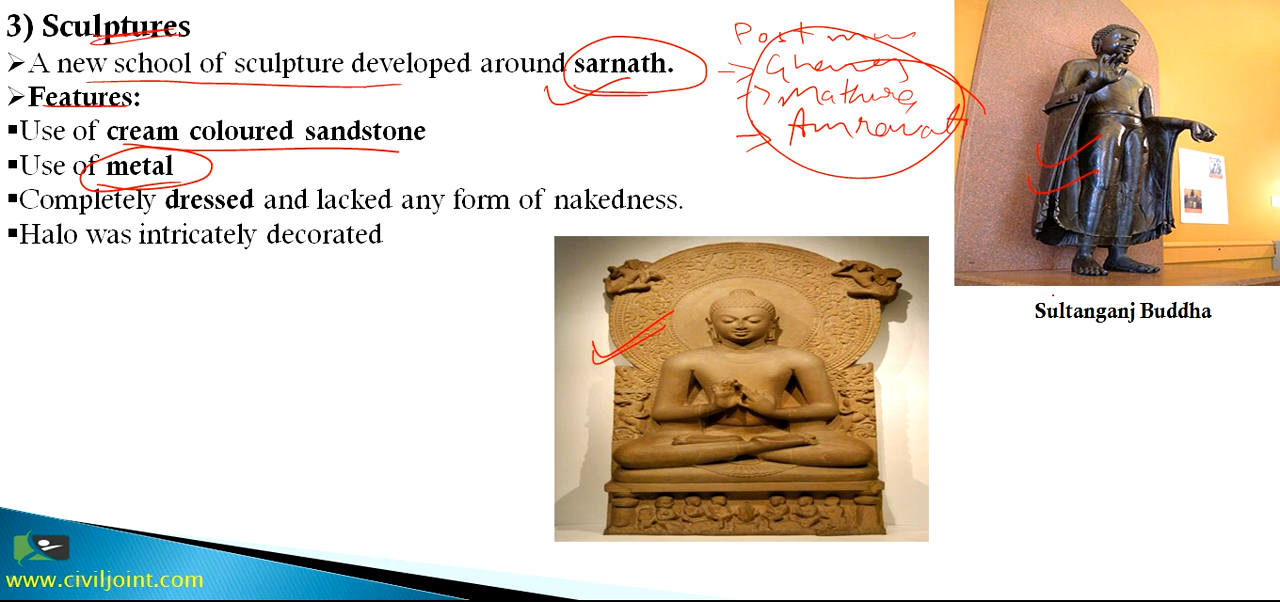 3) Sculptures
➢A new school of sculpture developed around sarnath.
➢Features:
▪Use of cream coloured sandstone
▪Use of metal
▪Completely dressed and lacked any form of nakedness.
▪Halo was intricately decorated
Post
Mathura
Amravati
Sultanganj Buddha
www.civiljoint.com